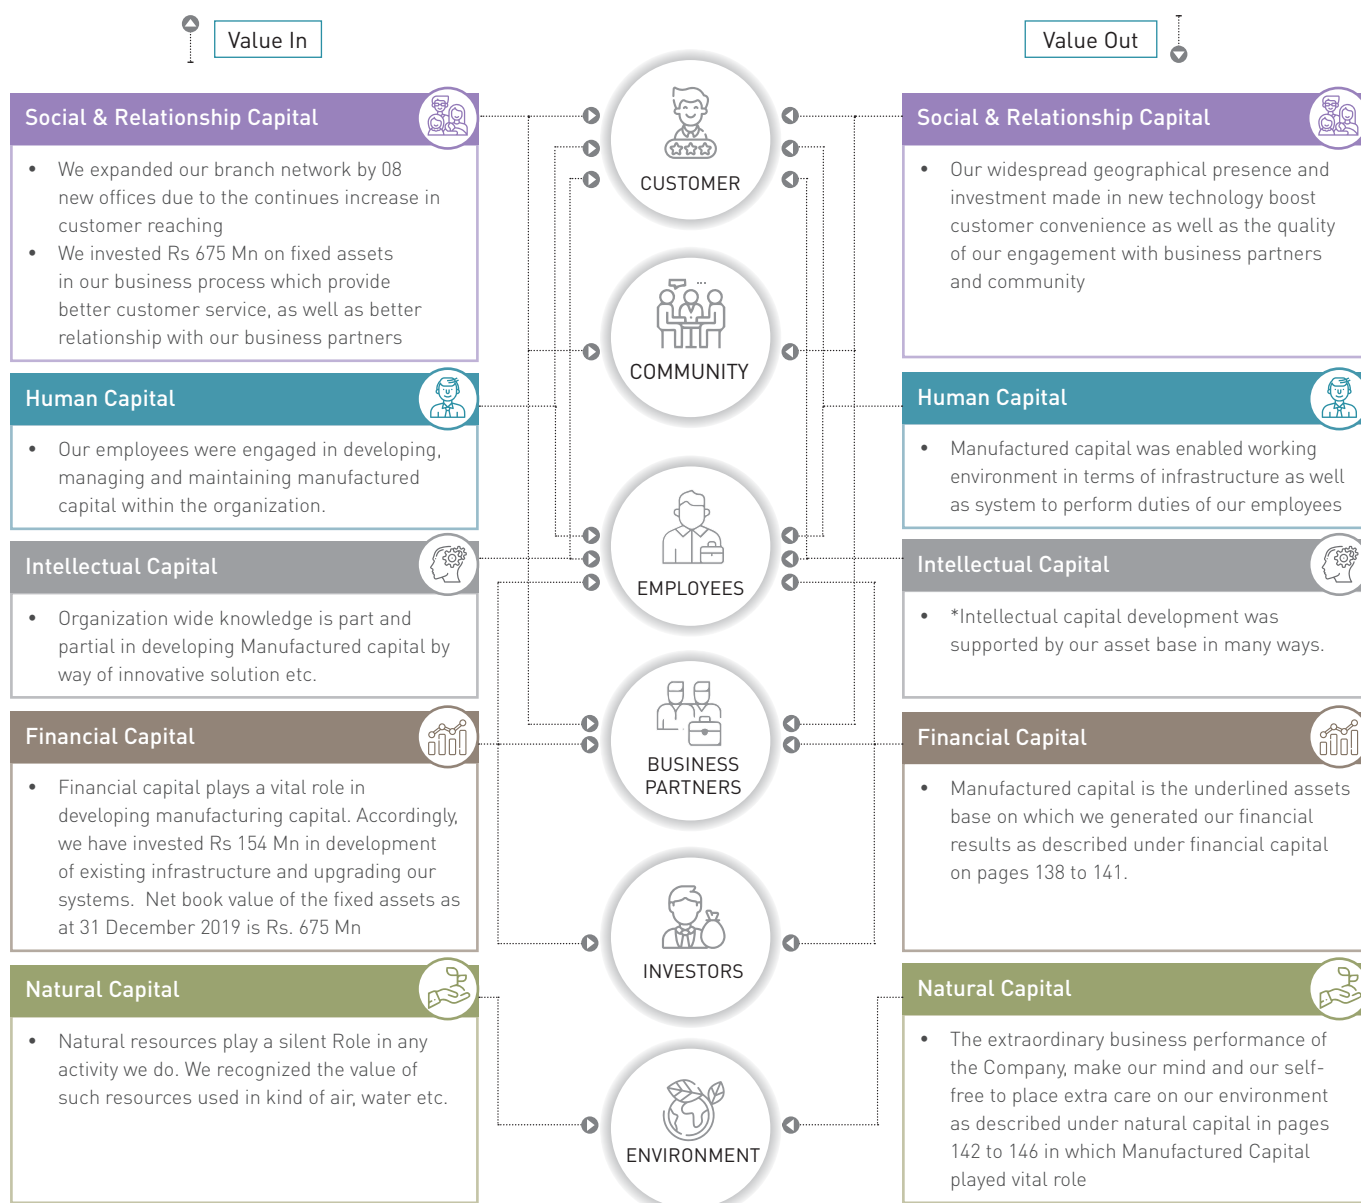 Value In
Social & Relationship Capital
• We expanded our branch network by 08
new offices due to the continues increase in
customer reaching
• We invested Rs 675 Mn on fixed assets
in our business process which provide
better customer service, as well as better
relationship with our business partners
Human Capital
• Our employees were engaged in developing,
managing and maintaining manufactured
capital within the organization.
Intellectual Capital
• Organization wide knowledge is part and
partial in developing Manufactured capital by
way of innovative solution etc.
Financial Capital
• Financial capital plays a vital role in
developing manufacturing capital. Accordingly,
we have invested Rs 154 Mn in development
of existing infrastructure and upgrading our
systems. Net book value of the fixed assets as
at 31 December 2019 is Rs. 675 Mn
Natural Capital
• Natural resources play a silent Role in any
activity we do. We recognized the value of
such resources used in kind of air, water etc.
CUSTOMER
COMMUNITY
EMPLOYEES
BUSINESS
PARTNERS
INVESTORS
ENVIRONMENT
Value Out
Social & Relationship Capital
• Our widespread geographical presence and
investment made in new technology boost
customer convenience as well as the quality
of our engagement with business partners
and community
Human Capital
• Manufactured capital was enabled working
environment in terms of infrastructure as well
as system to perform duties of our employees
Intellectual Capital
• *Intellectual capital development was
supported by our asset base in many ways.
Financial Capital
• Manufactured capital is the underlined assets
base on which we generated our financial
results as described under financial capital
on pages 138 to 141.
Natural Capital
• The extraordinary business performance of
the Company, make our mind and our self-
free to place extra care on our environment
as described under natural capital in pages
142 to 146 in which Manufactured Capital
played vital role